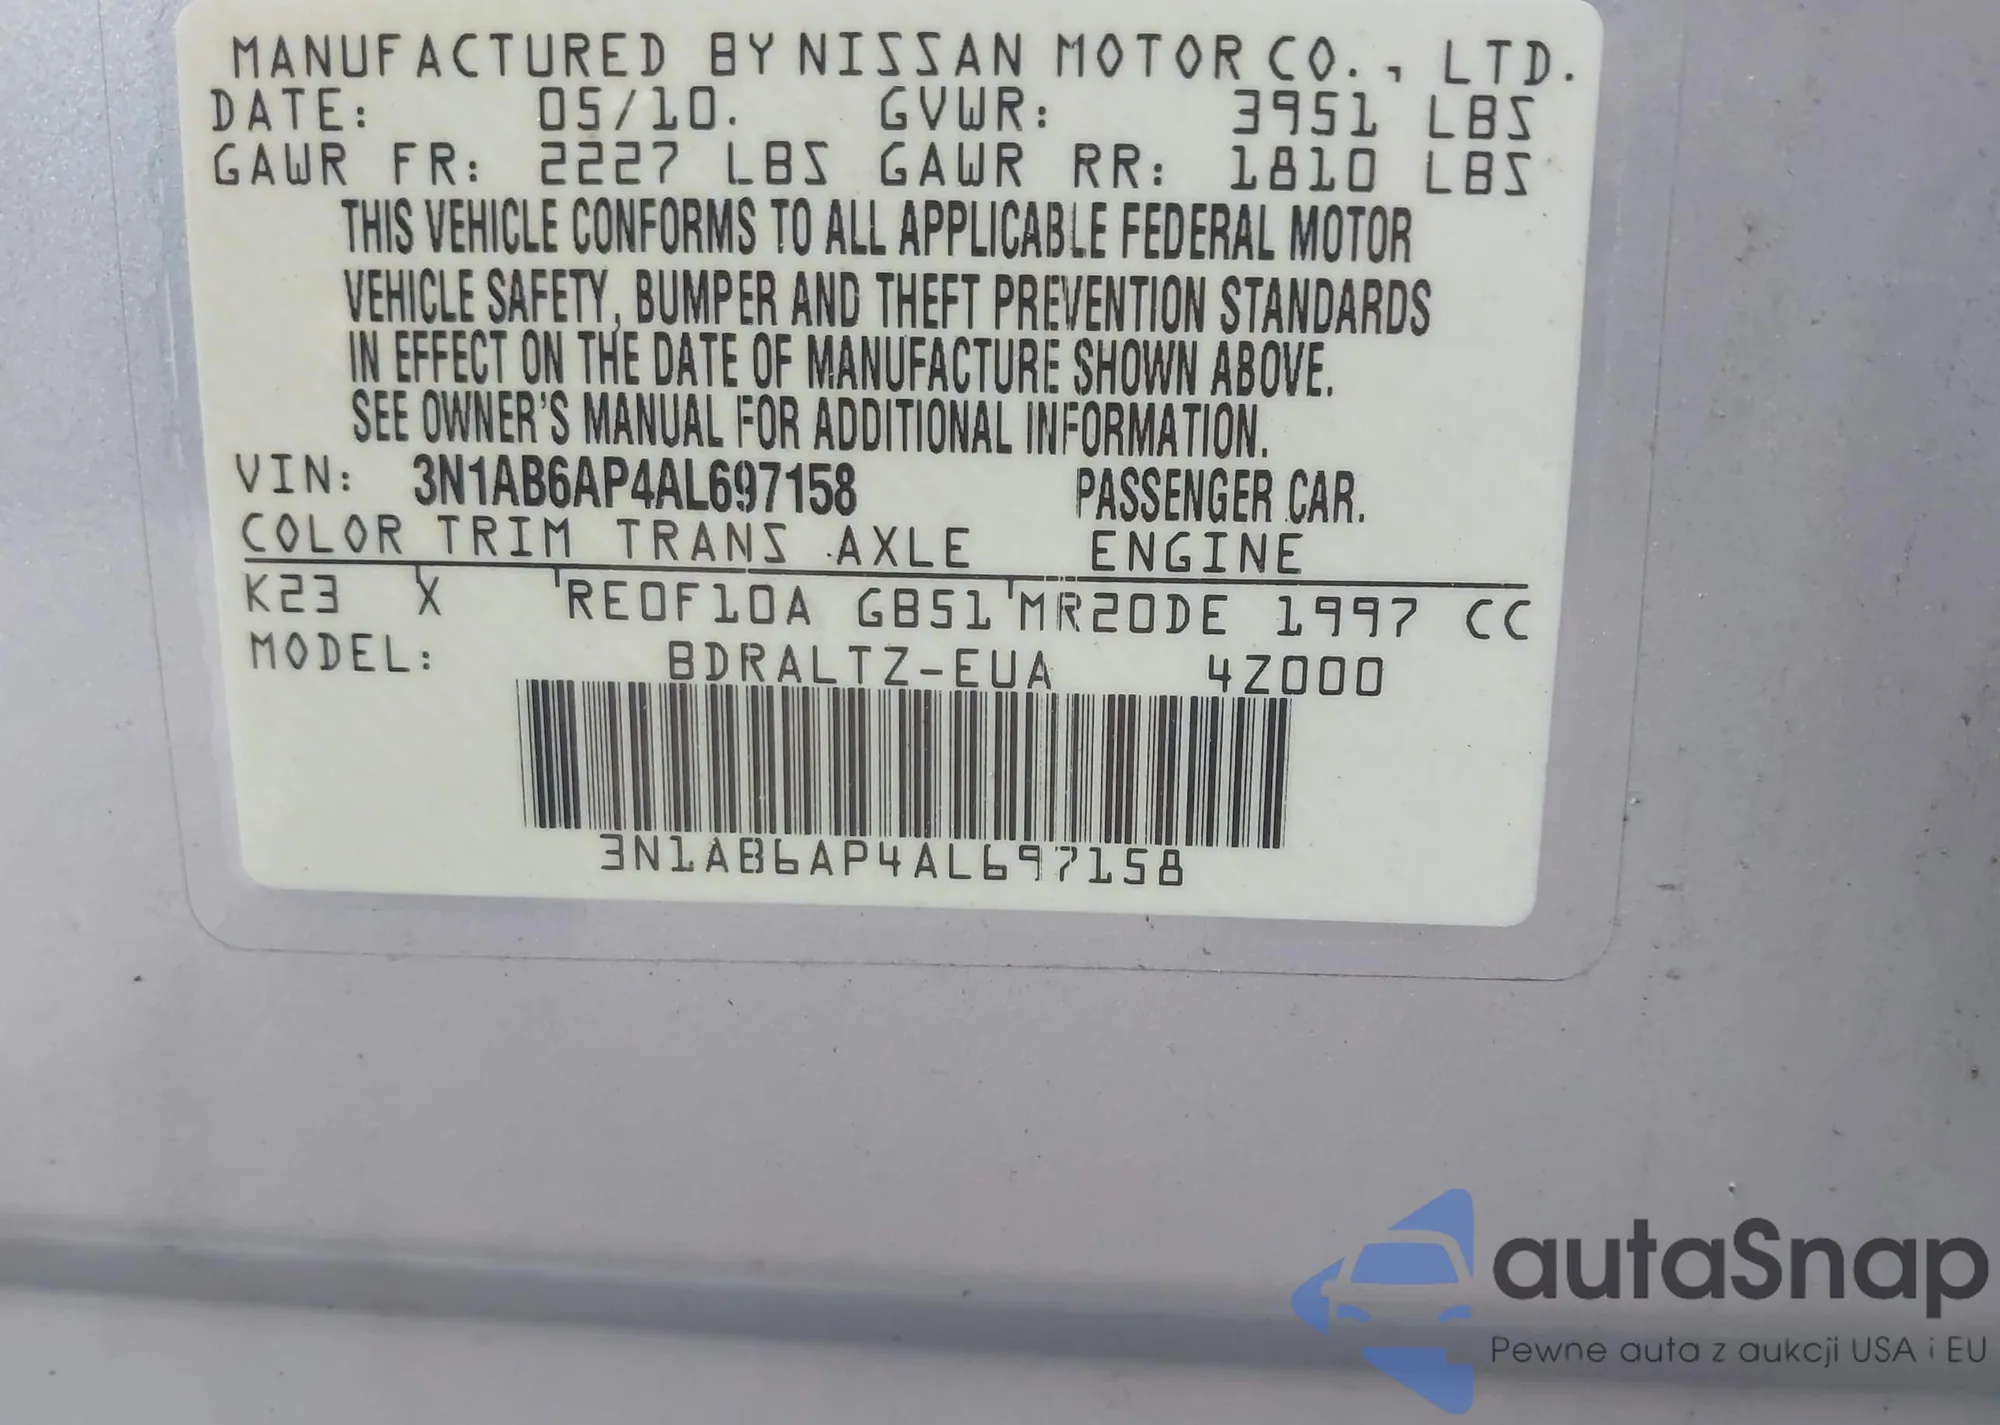 MANUFACTURED BY NISSAN MOTOR CO., LTD.
DATE: 05/10. GVWR: 3951 LBS
GAWR FR: 2227 LBS GAWR RR: 1810 LBS
THIS VEHICLE CONFORMS TO ALL APPLICABLE FEDERAL MOTOR
VEHICLE SAFETY, BUMPER AND THEFT PREVENTION STANDARDS
IN EFFECT ON THE DATE OF MANUFACTURE SHOWN ABOVE.
SEE OWNER'S MANUAL FOR ADDITIONAL INFORMATION.
VIN: 3N1AB6AP4AL697158 PASSENGER CAR.
COLOR TRIM TRANS AXLE ENGINE
K23 X RE0F10A GB51 MR20DE 1997 CC
MODEL: BDRALTZ-EUA 4Z000
3N1AB6AP4AL697158
autaSnap
Pewne auta z aukcji USA i EU